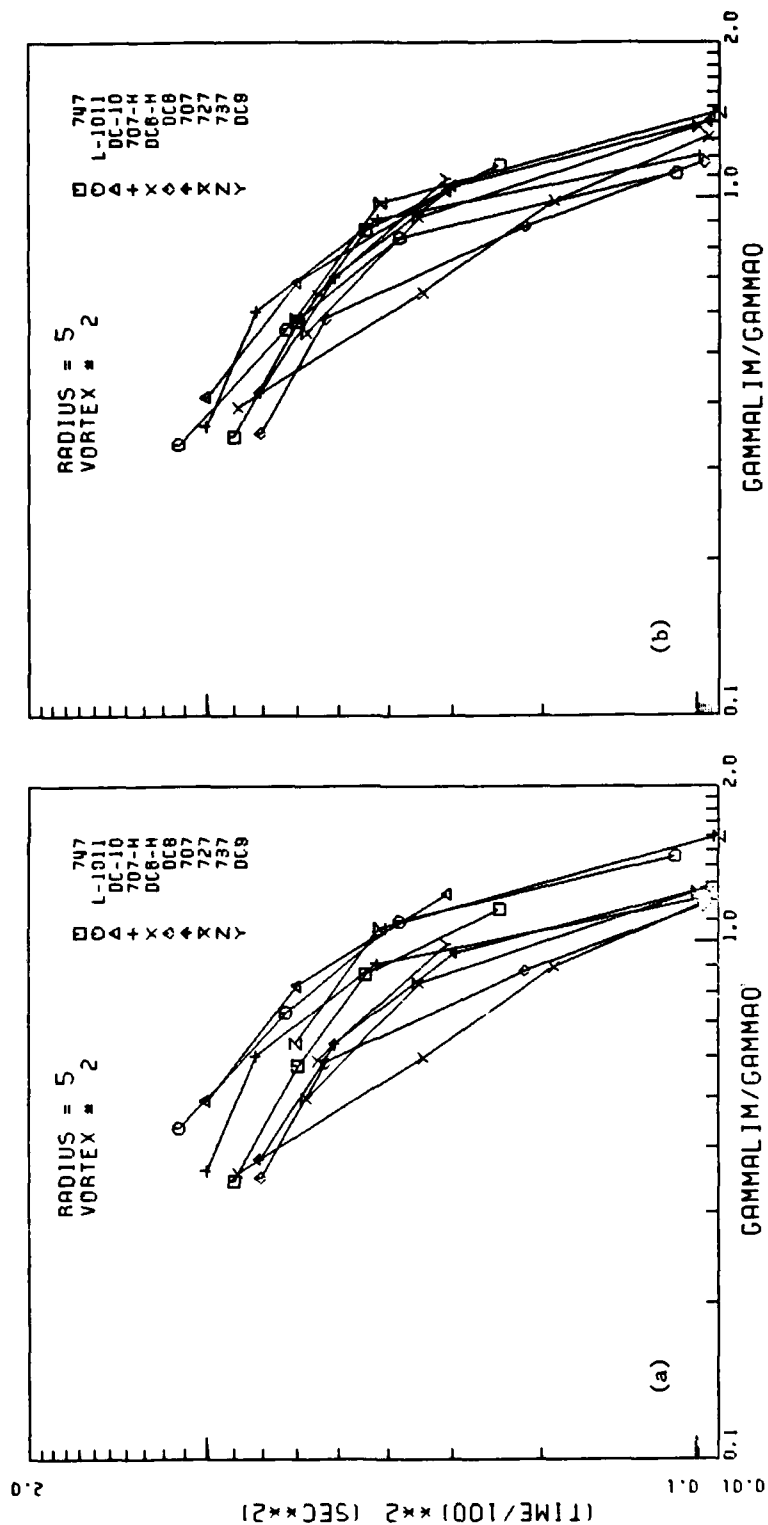 RADIUS = 5
VORTEX # 2
747
L-1011
DC-10
707-H
DC8-H
DC8
707
727
737
DC9
(a)
(TIME/100)**2 (SEC**2)
2.0
0.1
0.01
0.1
1.0
2.0
GAMMALIM/GAMMAO
RADIUS = 5
VORTEX # 2
747
L-1011
DC-10
707-H
DC8-H
DC8
707
727
737
DC9
(b)
0.1
1.0
2.0
GAMMALIM/GAMMAO